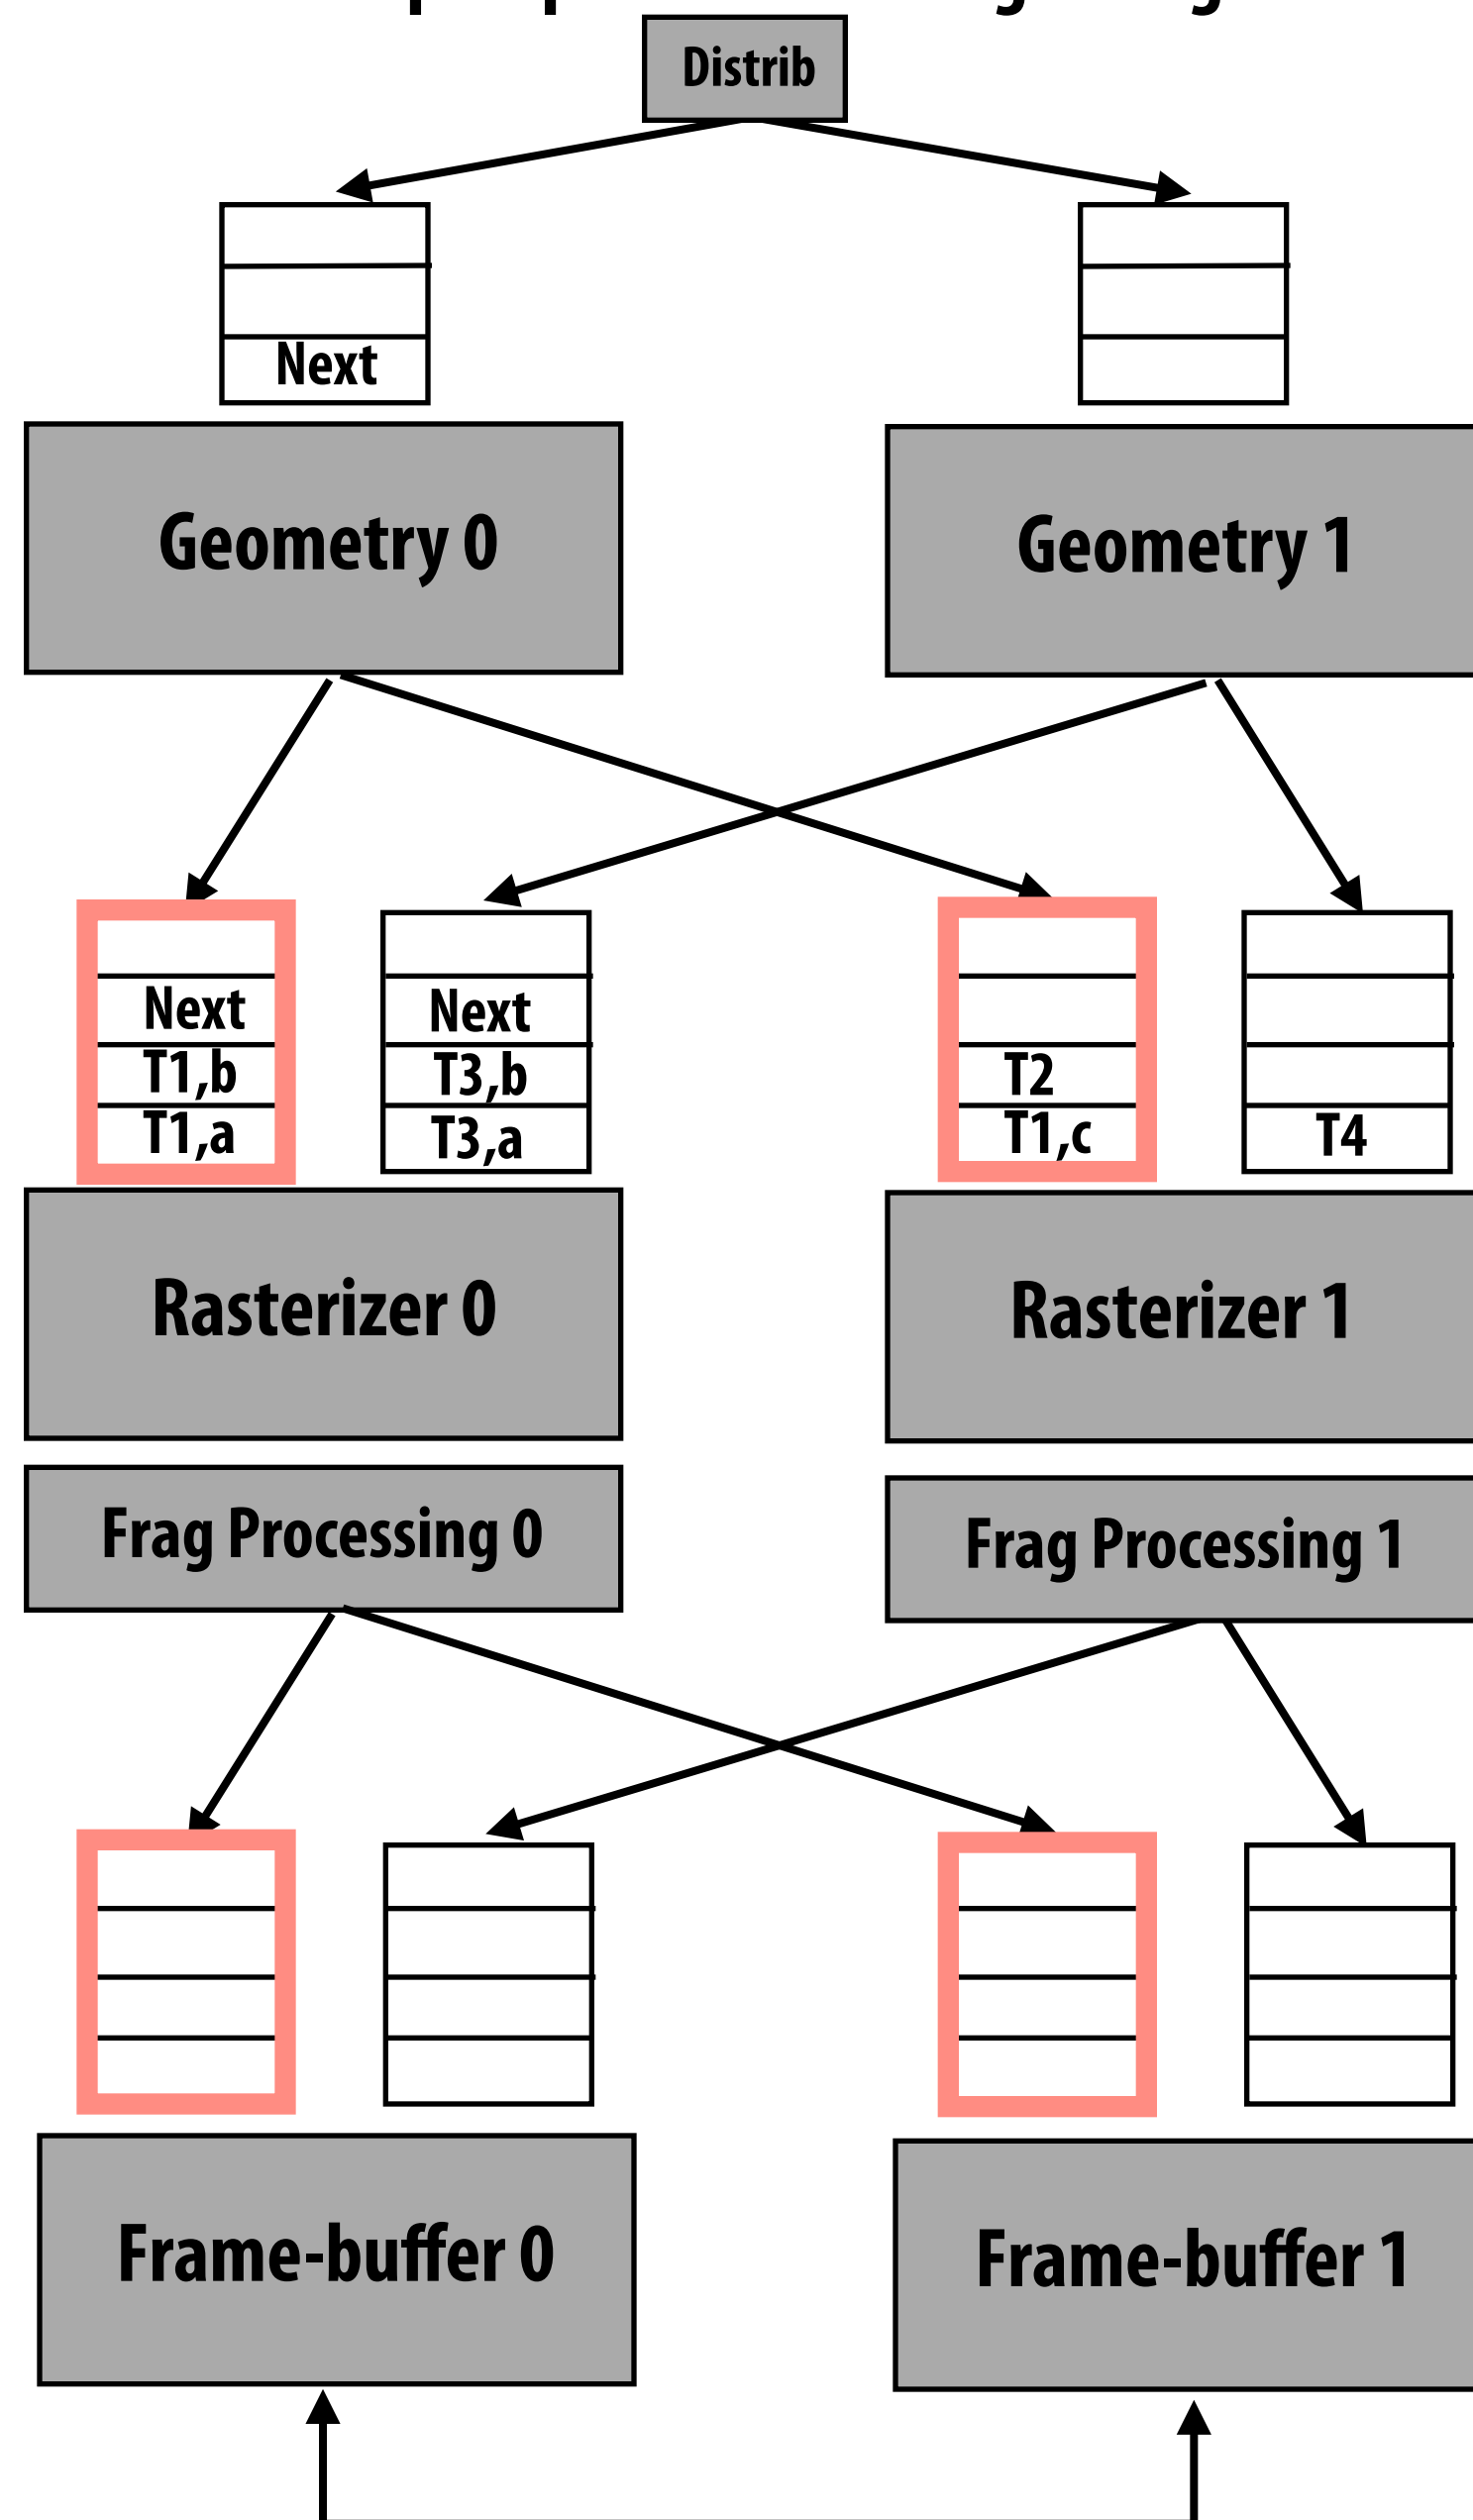 Distrib
Next
Geometry 0
Geometry 1
Next
Next
T1,b
T3,b
T2
T1,a
T3,a
T1,c
T4
Rasterizer 0
Rasterizer 1
Frag Processing 0
Frag Processing 1
Frame-buffer 0
Frame-buffer 1